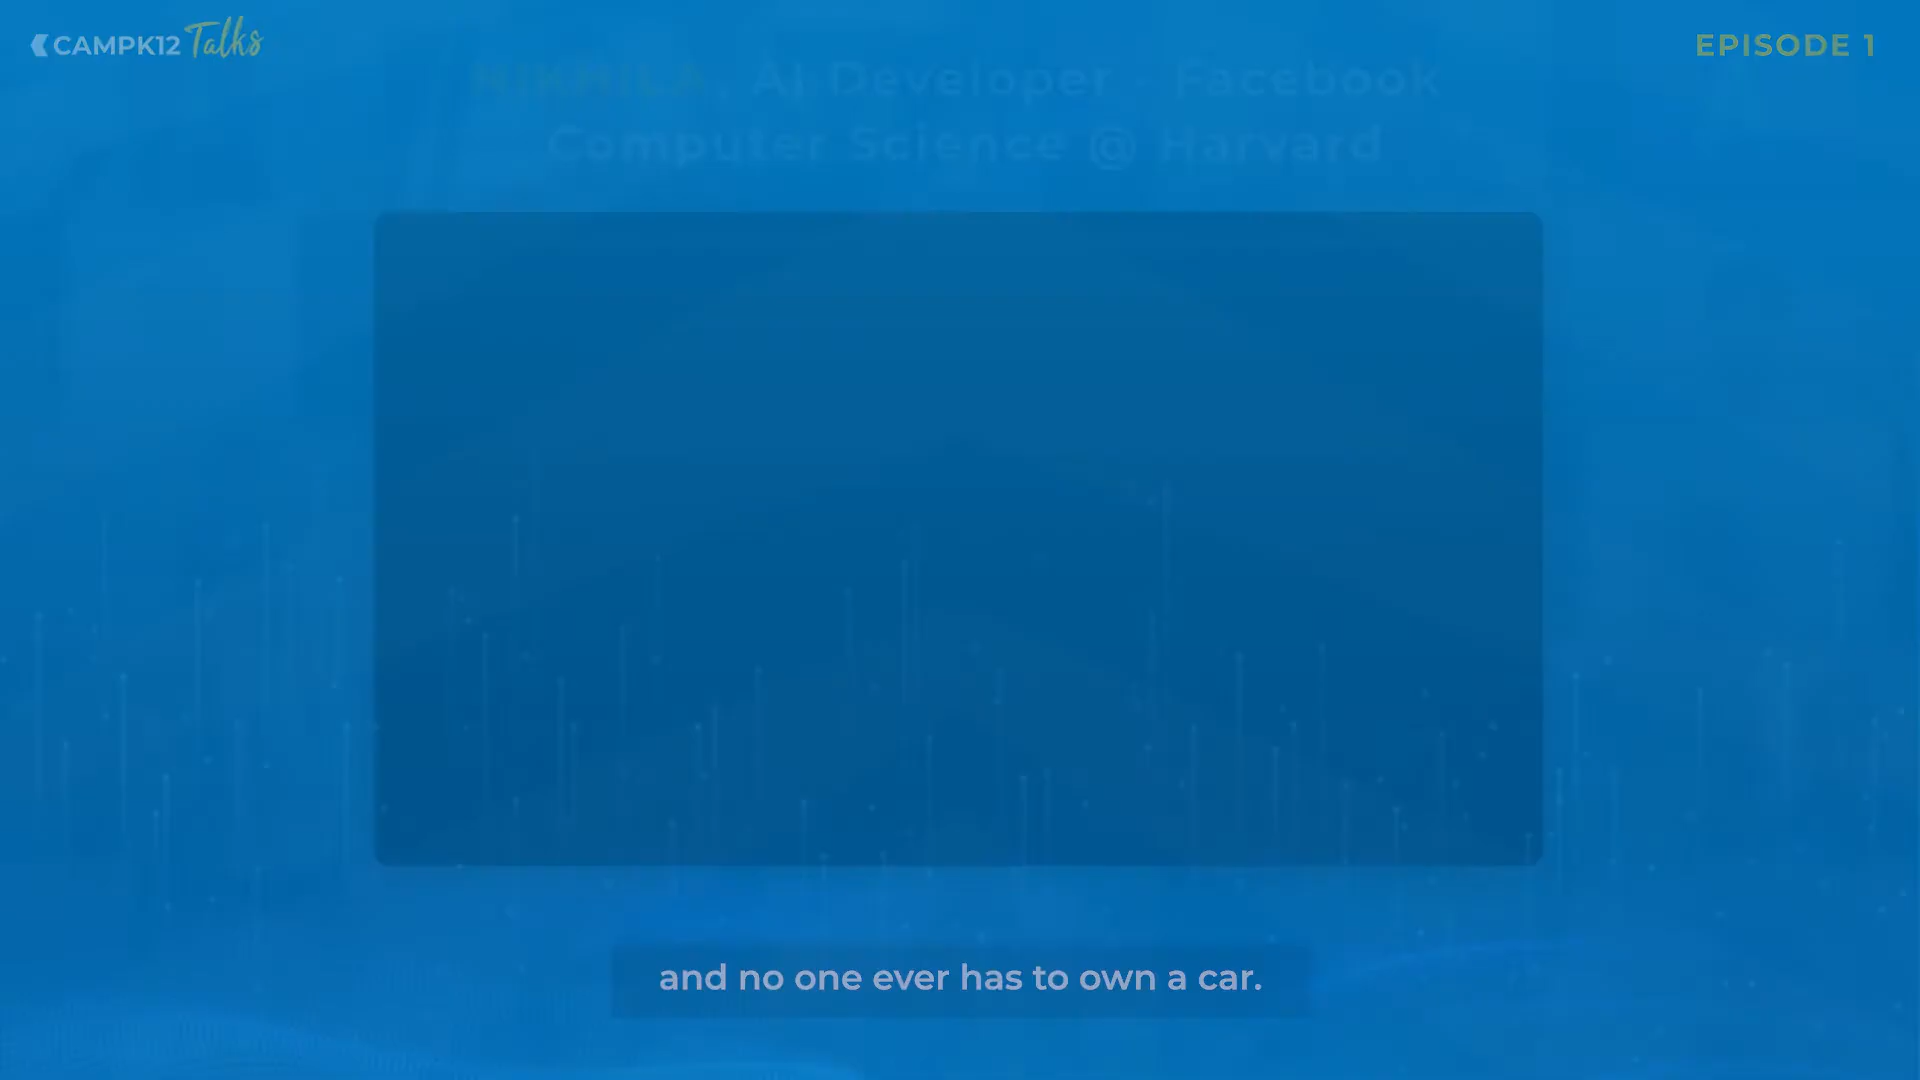 CAMPK12 Talks
EPISODE 1
NIKHILA, AI Developer - Facebook
Computer Science @ Harvard
and no one ever has to own a car.